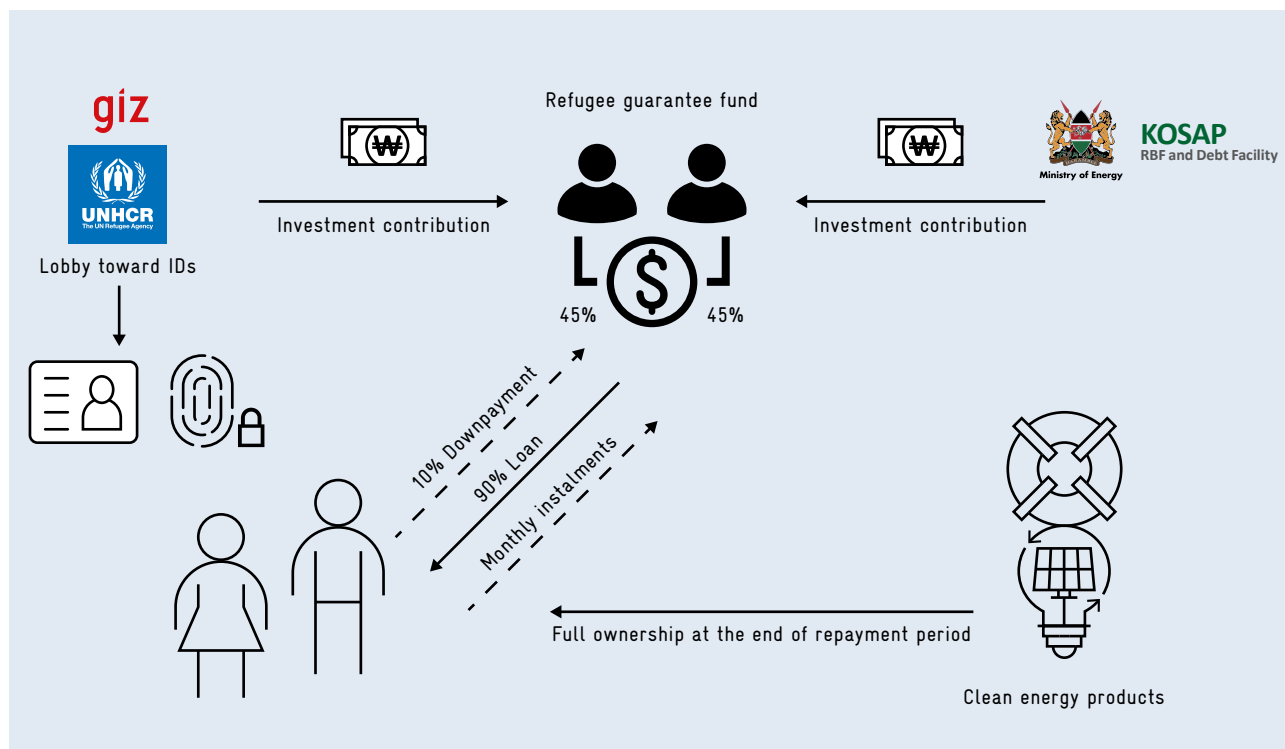 giz
UNHCR
The UN Refugee Agency
Lobby toward IDs
₩
Investment contribution
Refugee guarantee fund
$
45%
45%
₩
Investment contribution
Ministry of Energy
KOSAP
RBF and Debt Facility
10% Downpayment
90% Loan
Monthly instalments
Full ownership at the end of repayment period
Clean energy products